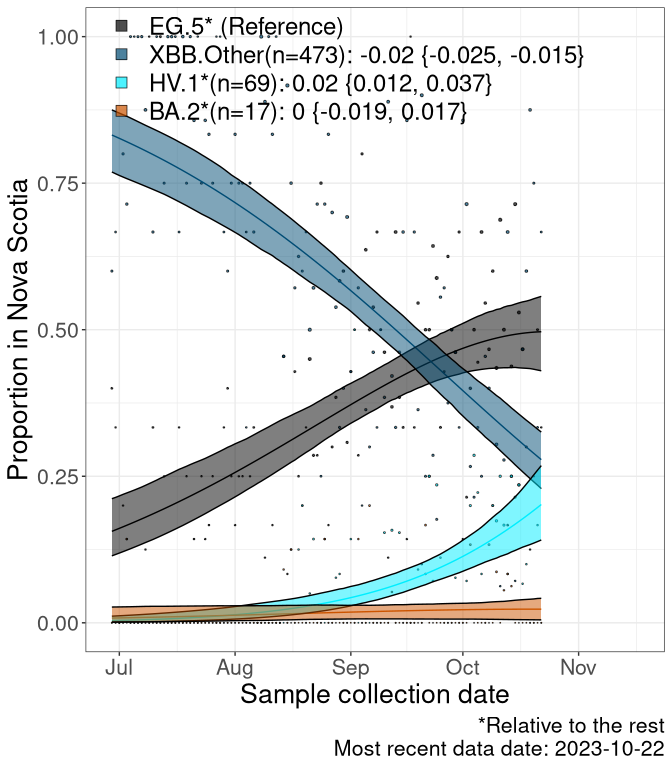 EG.5* (Reference)
XBB.Other(n=473): -0.02 {-0.025, -0.015}
HV.1*(n=69): 0.02 {0.012, 0.037}
BA.2*(n=17): 0 {-0.019, 0.017}
1.00
0.75
0.50
0.25
0.00
Proportion in Nova Scotia
Jul Aug Sep Oct Nov
Sample collection date
*Relative to the rest
Most recent data date: 2023-10-22